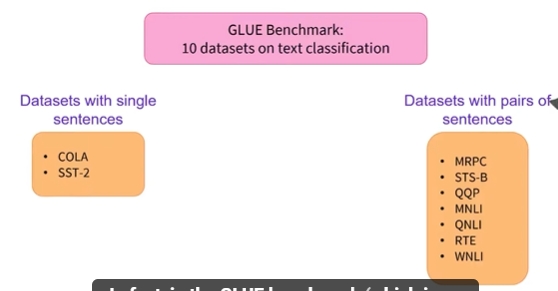 GLUE Benchmark:
10 datasets on text classification
Datasets with single
sentences
• COLA
• SST-2
Datasets with pairs of
sentences
• MRPC
• STS-B
• QQP
• MNLI
• QNLI
• RTE
• WNLI